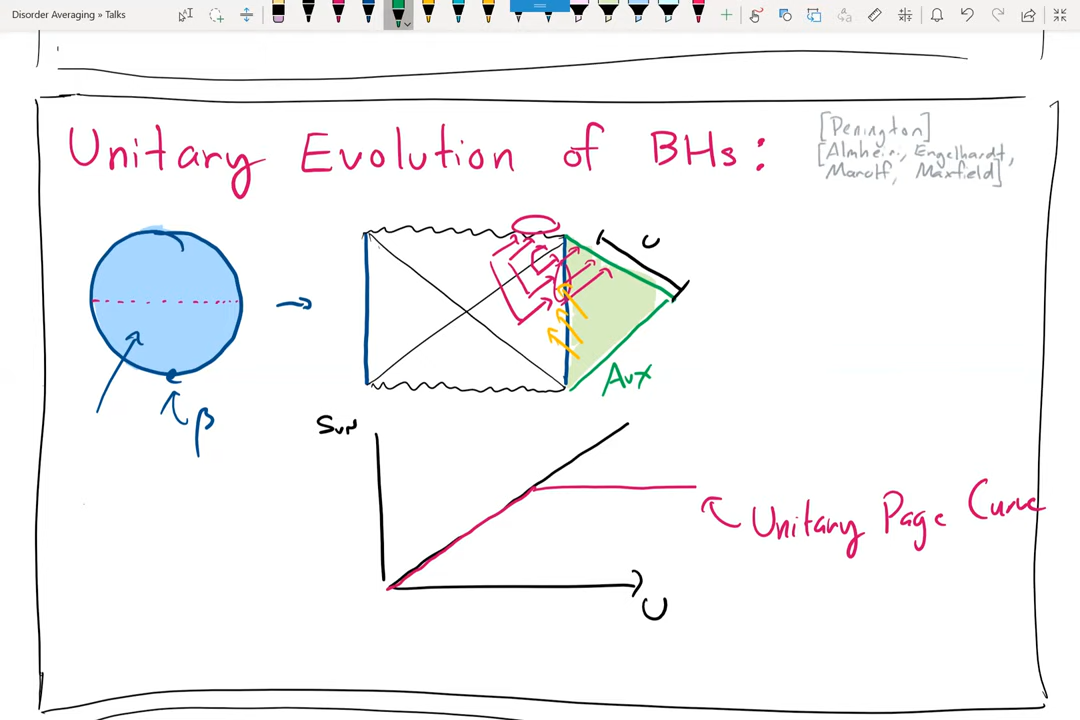 Disorder Averaging » Talks
Unitary Evolution of BHs:
[Penington]
[Almheiri, Engelhardt,
Marolf, Maxfield]
U
β
Aux
U
Unitary Page Curve